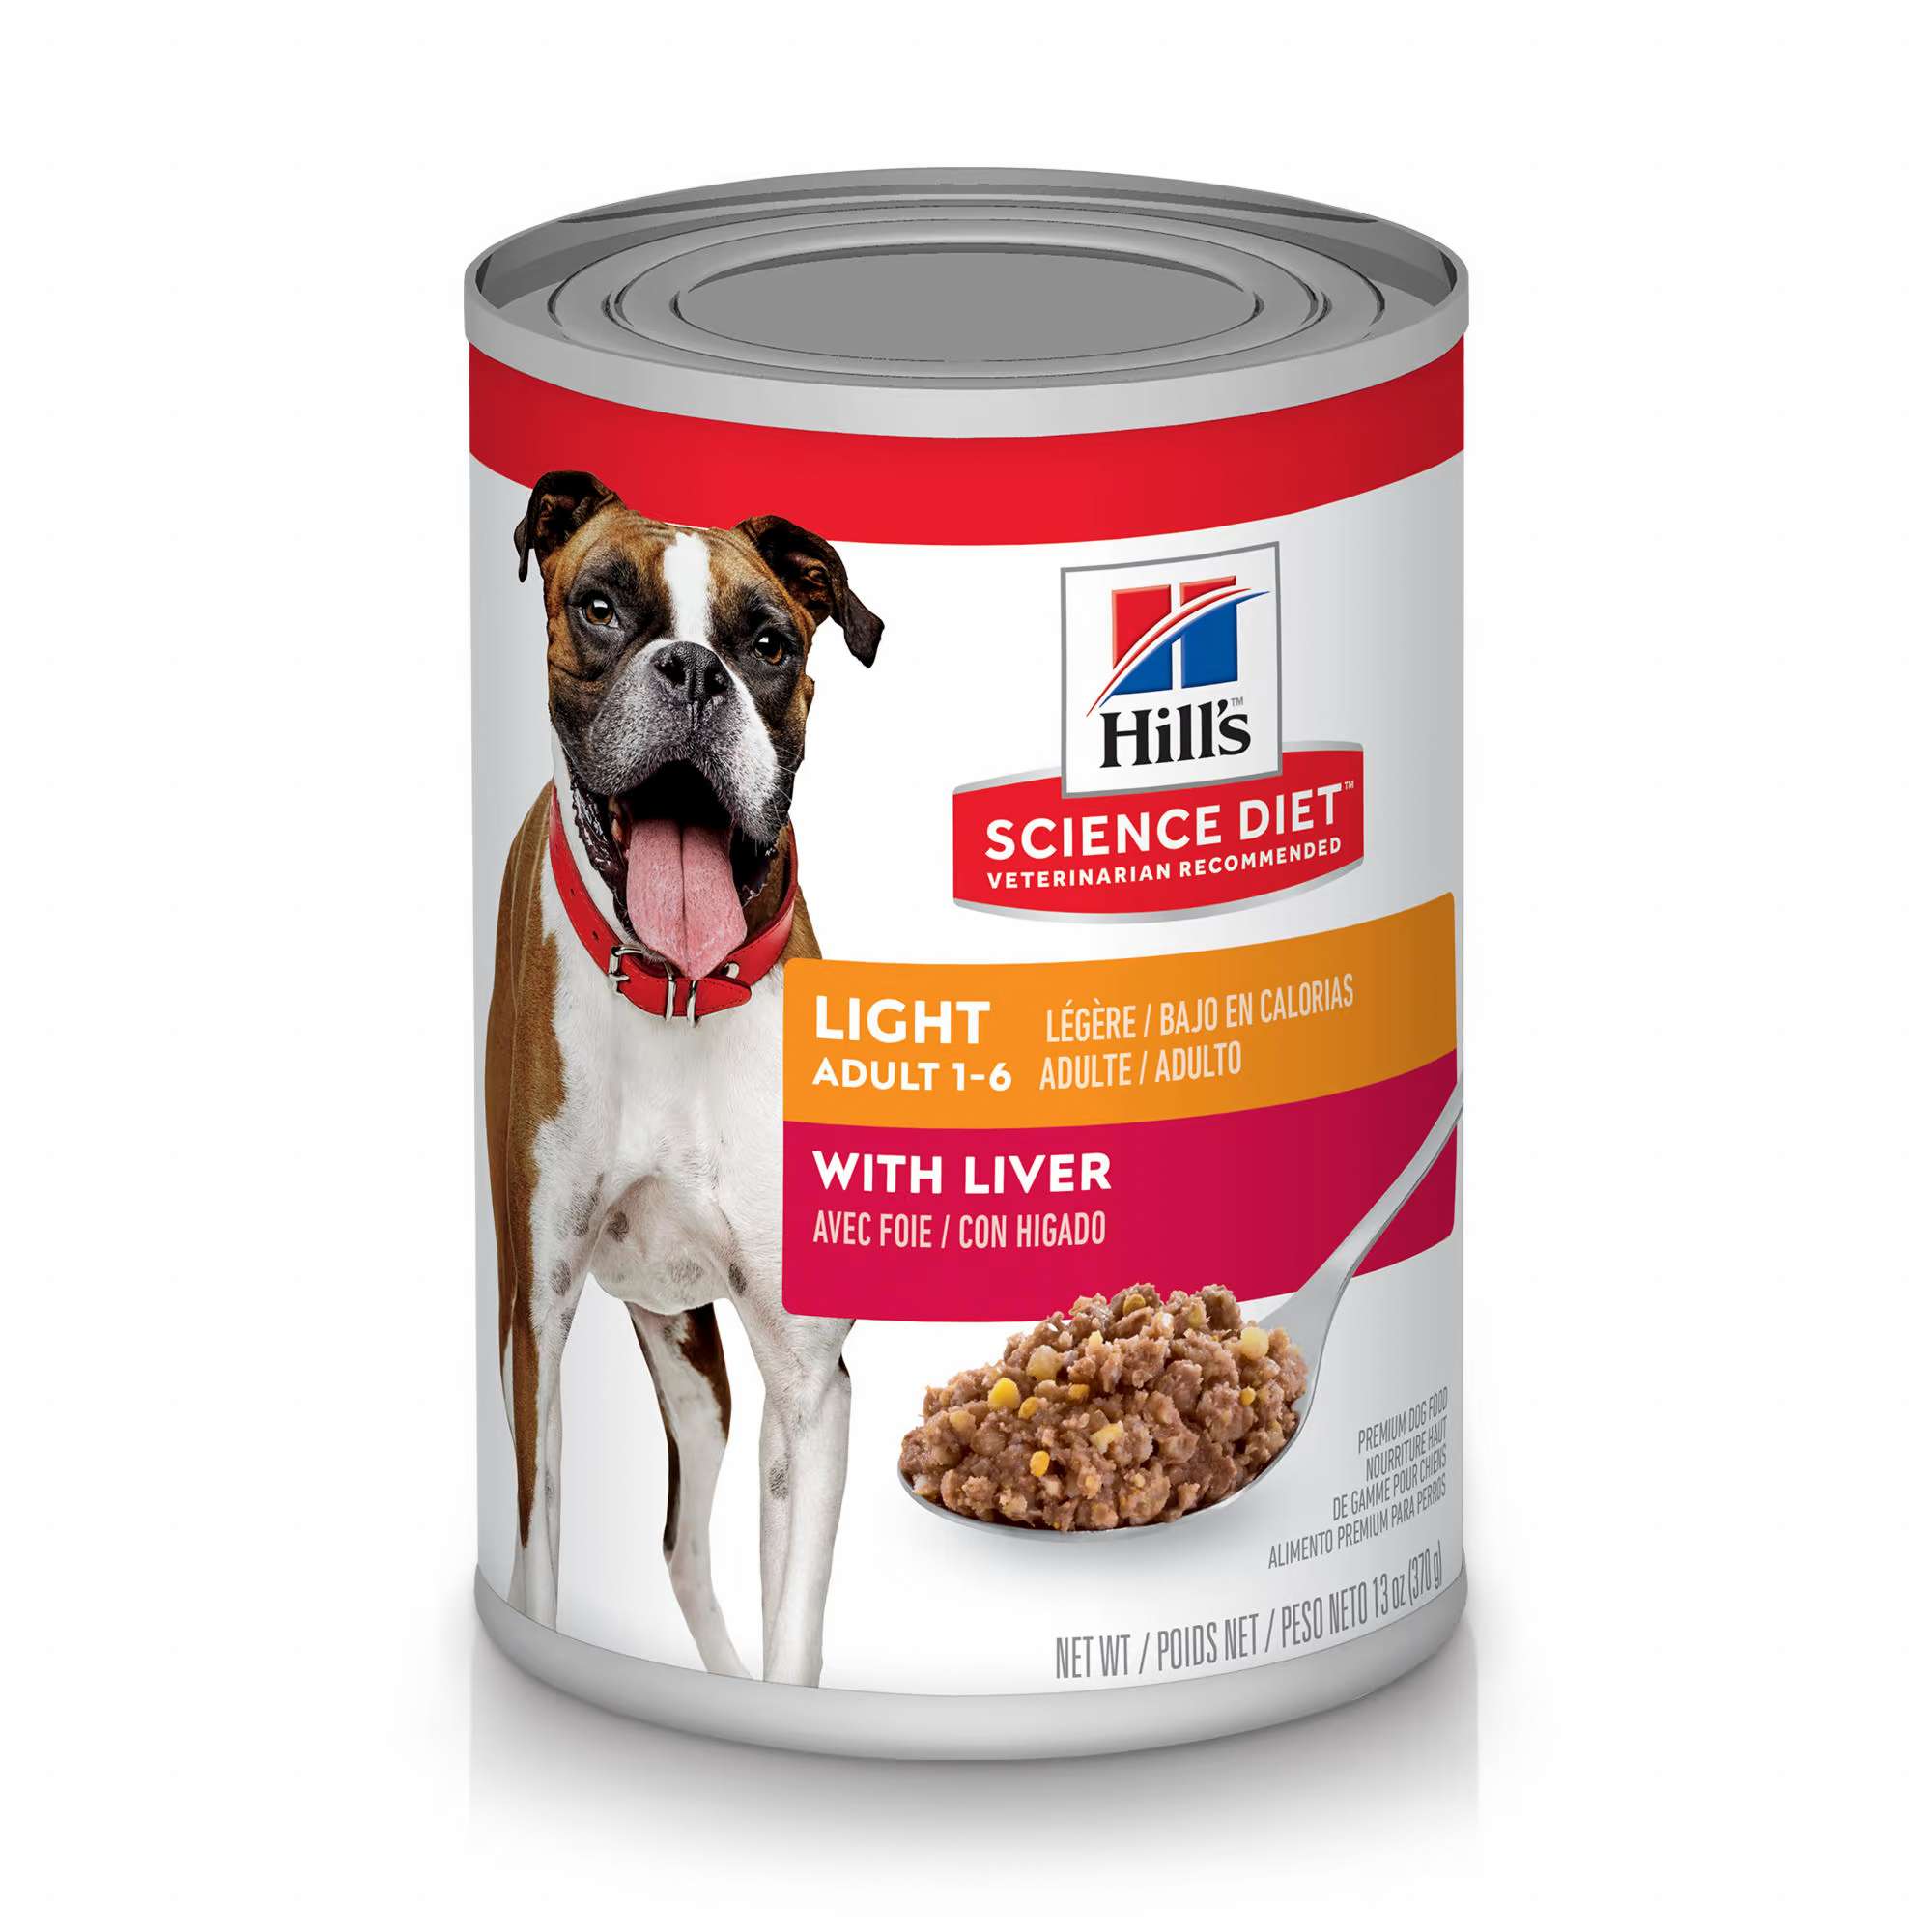 Hill's™
SCIENCE DIET™
VETERINARIAN RECOMMENDED
LIGHT
ADULT 1-6
LÉGÈRE / BAJO EN CALORIAS
ADULTE / ADULTO
WITH LIVER
AVEC FOIE / CON HIGADO
PREMIUM DOG FOOD
NOURRITURE HAUT
DE GAMME POUR CHIENS
ALIMENTO PREMIUM PARA PERROS
NET WT / POIDS NET / PESO NETO 13 oz (370 g)